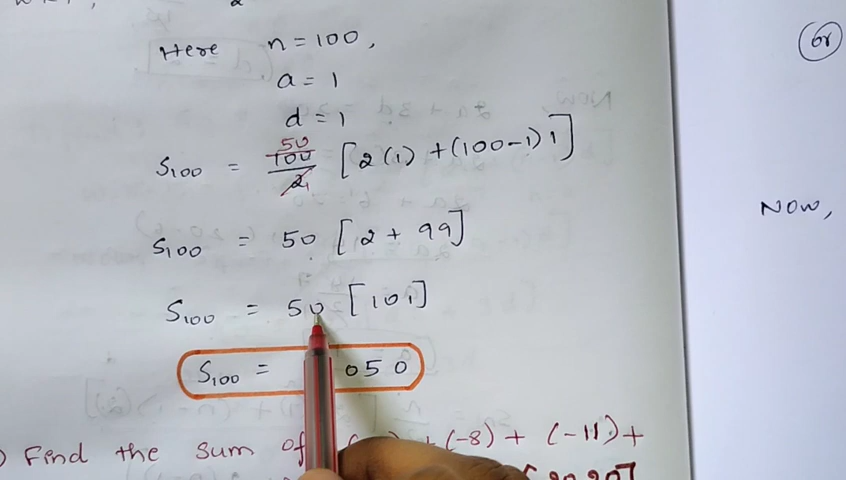 Here n = 100,
a = 1
d = 1
S100 = 50 100/2 [2(1) + (100-1) 1]
S100 = 50 [2 + 99]
S100 = 50 [101]
S100 = 050
Find the sum of +(-8) + (-11) +
or
Now,